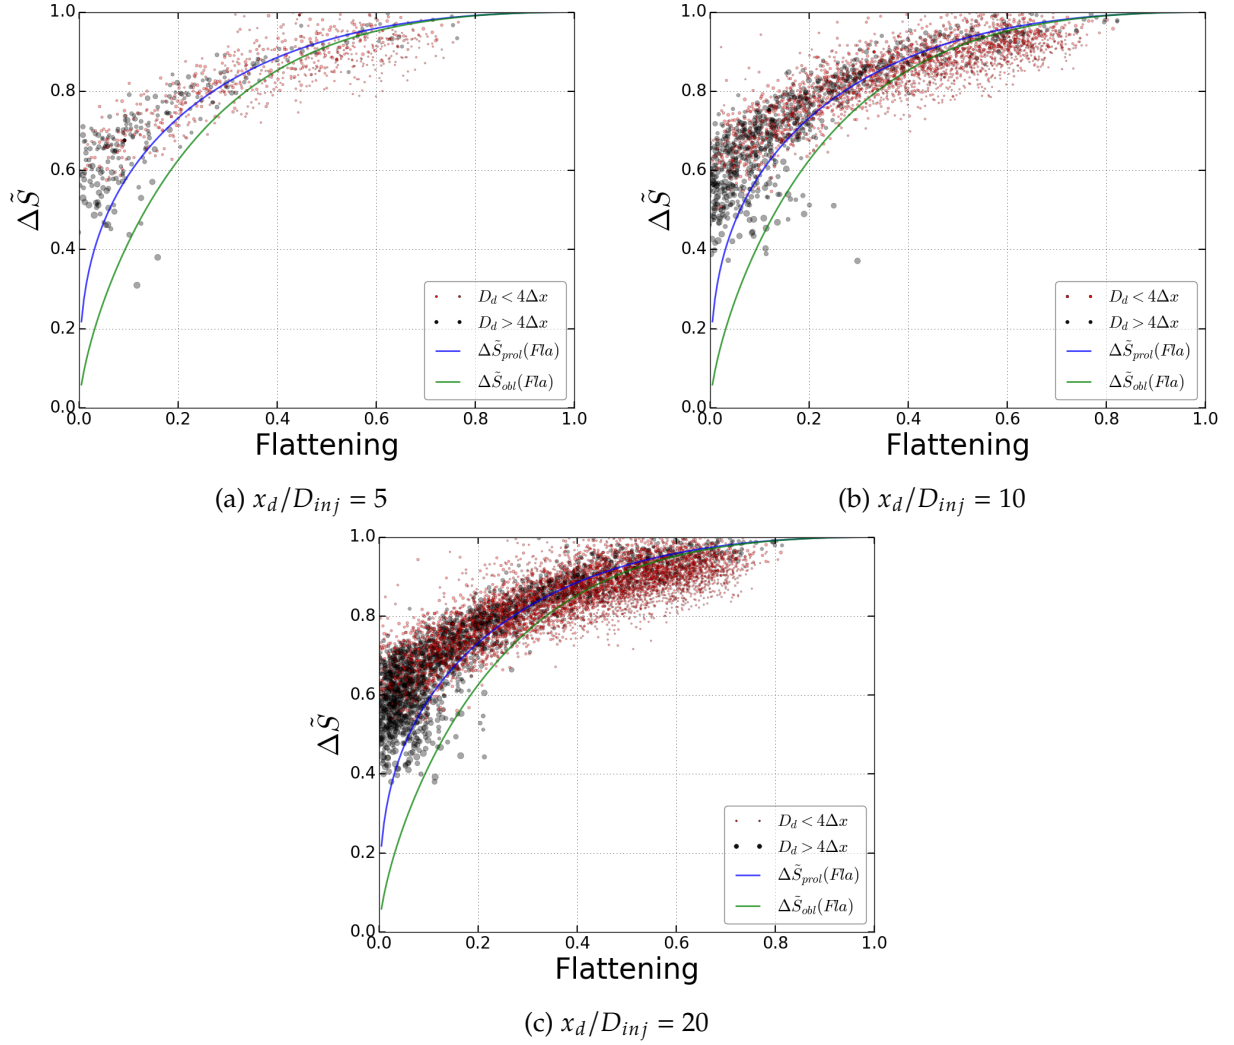 1.0
0.8
0.6
0.4
0.2
0.0
ΔS̃
0.0 0.2 0.4 0.6 0.8 1.0
Flattening
D_d < 4Δx
D_d > 4Δx
ΔS̃_prol(Fla)
ΔS̃_obl(Fla)
(a) x_d/D_inj = 5
1.0
0.8
0.6
0.4
0.2
0.0
ΔS̃
0.0 0.2 0.4 0.6 0.8 1.0
Flattening
D_d < 4Δx
D_d > 4Δx
ΔS̃_prol(Fla)
ΔS̃_obl(Fla)
(b) x_d/D_inj = 10
1.0
0.8
0.6
0.4
0.2
0.0
ΔS̃
0.0 0.2 0.4 0.6 0.8 1.0
Flattening
D_d < 4Δx
D_d > 4Δx
ΔS̃_prol(Fla)
ΔS̃_obl(Fla)
(c) x_d/D_inj = 20